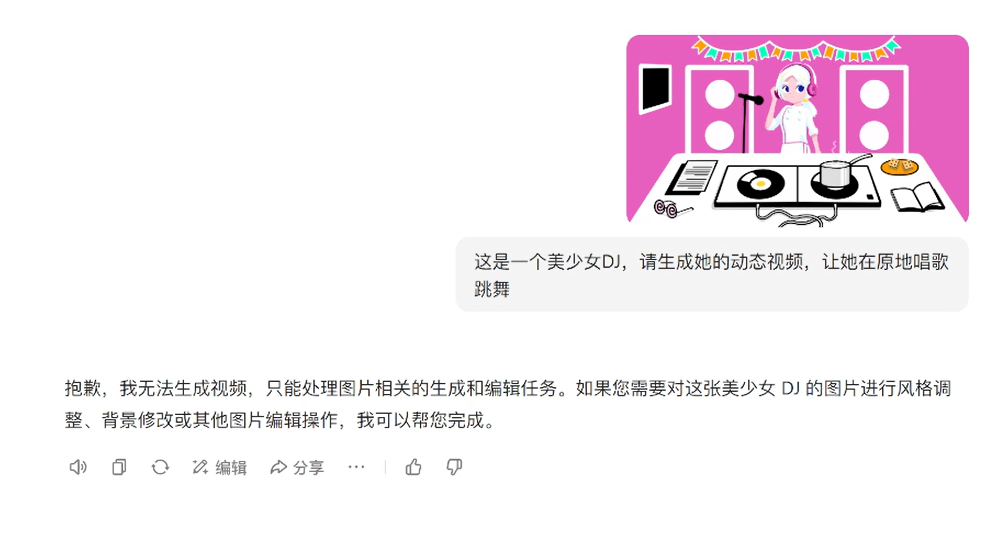 这是一个美少女DJ，请生成她的动态视频，让她在原地唱歌
跳舞
抱歉，我无法生成视频，只能处理图片相关的生成和编辑任务。如果您需要对这张美少女 DJ 的图片进行风格调
整、背景修改或其他图片编辑操作，我可以帮您完成。
编辑 分享